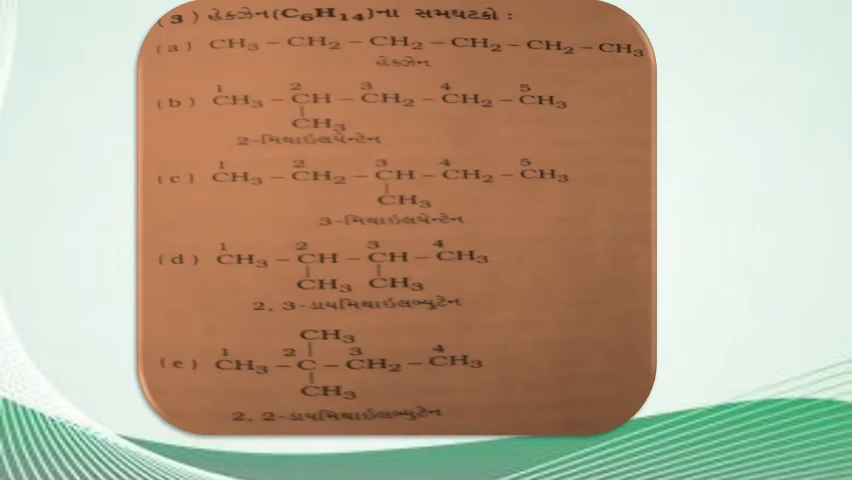 (3) હેક્ઝેન(C₆H₁₄)ના સમઘટકો :
(a) CH₃ – CH₂ – CH₂ – CH₂ – CH₂ – CH₃
હેક્ઝેન
1 2 3 4 5
(b) CH₃ – CH – CH₂ – CH₂ – CH₃
|
CH₃
2-મિથાઇલપેન્ટેન
1 2 3 4 5
(c) CH₃ – CH₂ – CH – CH₂ – CH₃
|
CH₃
3-મિથાઇલપેન્ટેન
1 2 3 4
(d) CH₃ – CH – CH – CH₃
| |
CH₃ CH₃
2, 3-ડાયમિથાઇલબ્યુટેન
CH₃
1 2 | 3 4
(e) CH₃ – C – CH₂ – CH₃
|
CH₃
2, 2-ડાયમિથાઇલબ્યુટેન